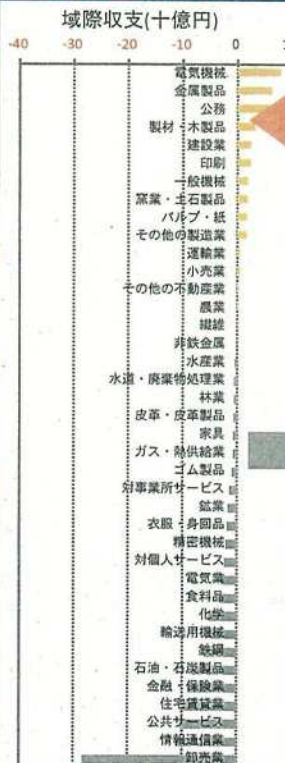 域際収支(十億円)
-40 -30 -20 -10 0
電気機械
金属製品
公務
製材・木製品
建設業
印刷
一般機械
窯業・土石製品
パルプ・紙
その他の製造業
運輸業
小売業
その他の不動産業
農業
繊維
非鉄金属
水産業
水道・廃棄物処理業
林業
皮革・皮革製品
家具
ガス・熱供給業
ゴム製品
対事業所サービス
鉱業
衣服・身回品
精密機械
対個人サービス
電気業
食料品
化学
輸送用機械
鉄鋼
石油・石炭製品
金融・保険業
住宅賃貸業
公共サービス
情報通信業
卸売業